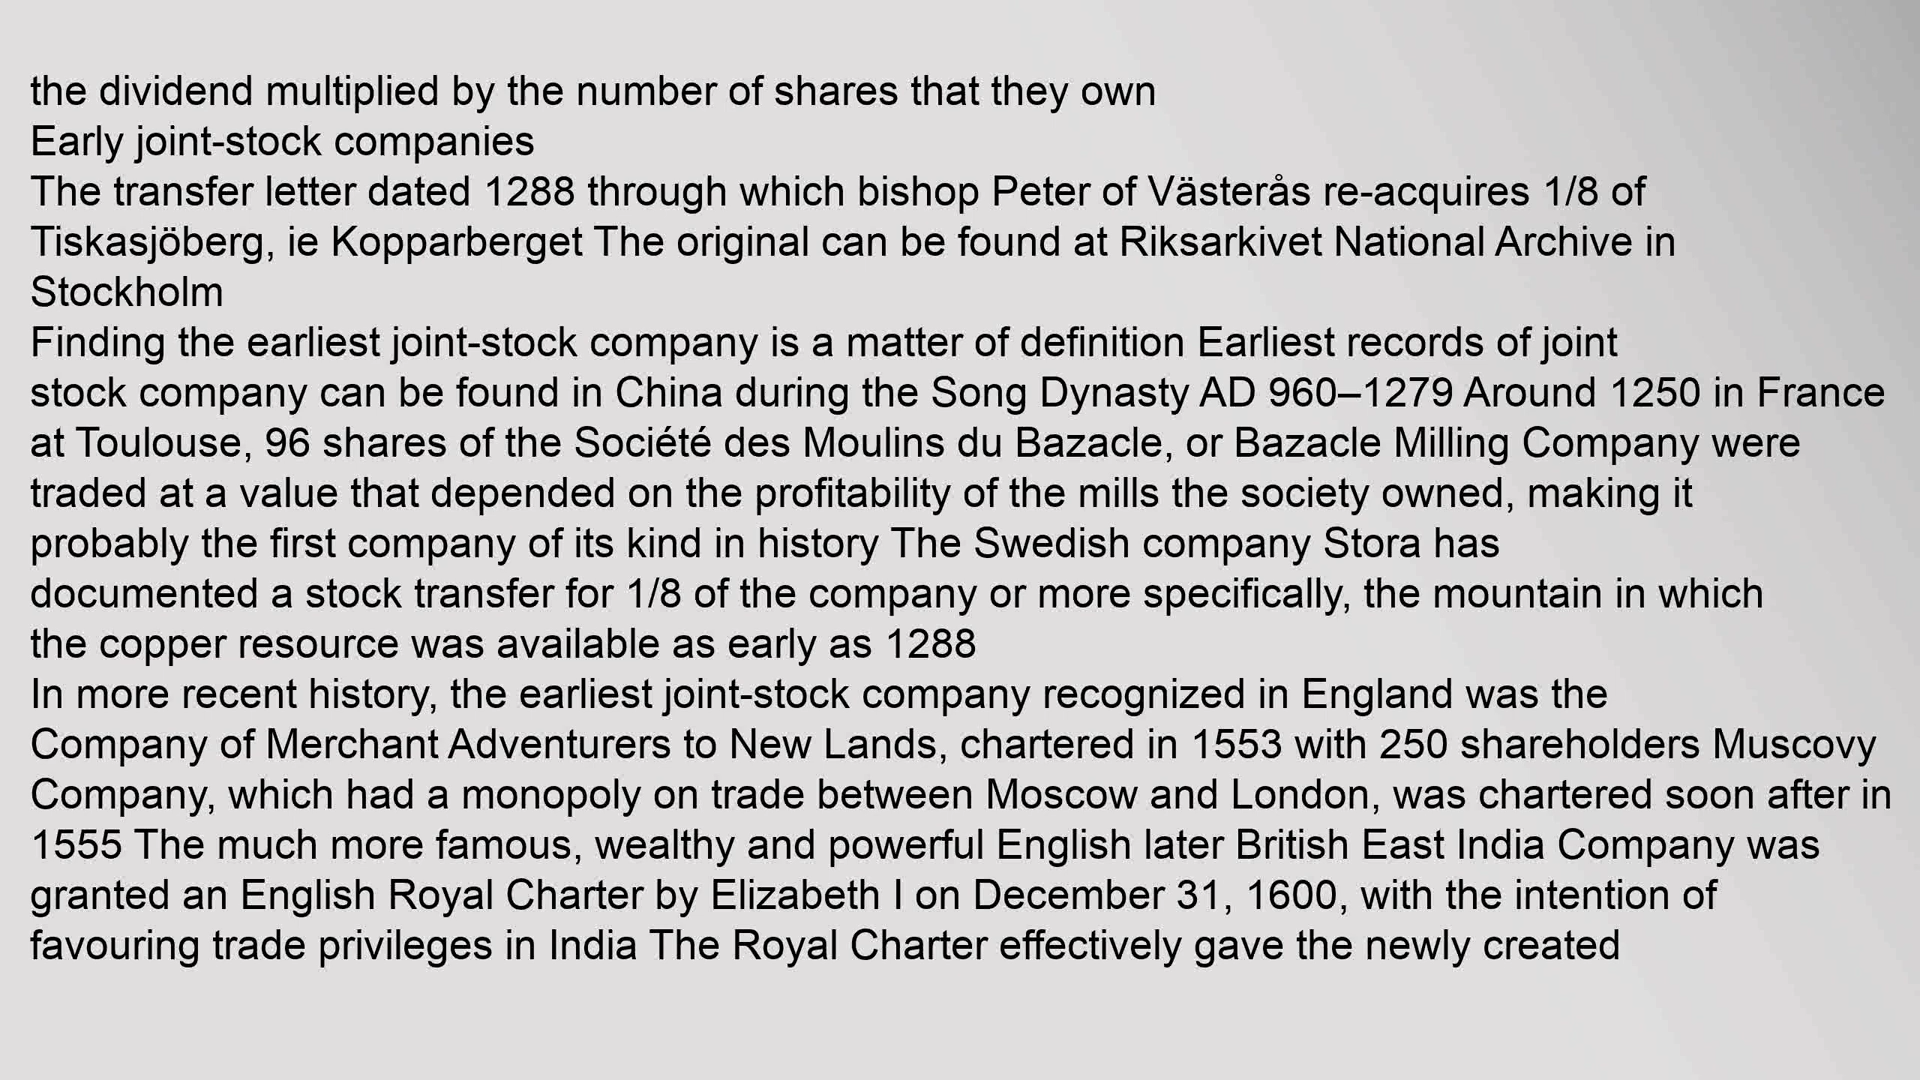 the dividend multiplied by the number of shares that they own
Early joint-stock companies
The transfer letter dated 1288 through which bishop Peter of Västerås re-acquires 1/8 of
Tiskasjöberg, ie Kopparberget The original can be found at Riksarkivet National Archive in
Stockholm
Finding the earliest joint-stock company is a matter of definition Earliest records of joint
stock company can be found in China during the Song Dynasty AD 960–1279 Around 1250 in France
at Toulouse, 96 shares of the Société des Moulins du Bazacle, or Bazacle Milling Company were
traded at a value that depended on the profitability of the mills the society owned, making it
probably the first company of its kind in history The Swedish company Stora has
documented a stock transfer for 1/8 of the company or more specifically, the mountain in which
the copper resource was available as early as 1288
In more recent history, the earliest joint-stock company recognized in England was the
Company of Merchant Adventurers to New Lands, chartered in 1553 with 250 shareholders Muscovy
Company, which had a monopoly on trade between Moscow and London, was chartered soon after in
1555 The much more famous, wealthy and powerful English later British East India Company was
granted an English Royal Charter by Elizabeth I on December 31, 1600, with the intention of
favouring trade privileges in India The Royal Charter effectively gave the newly created